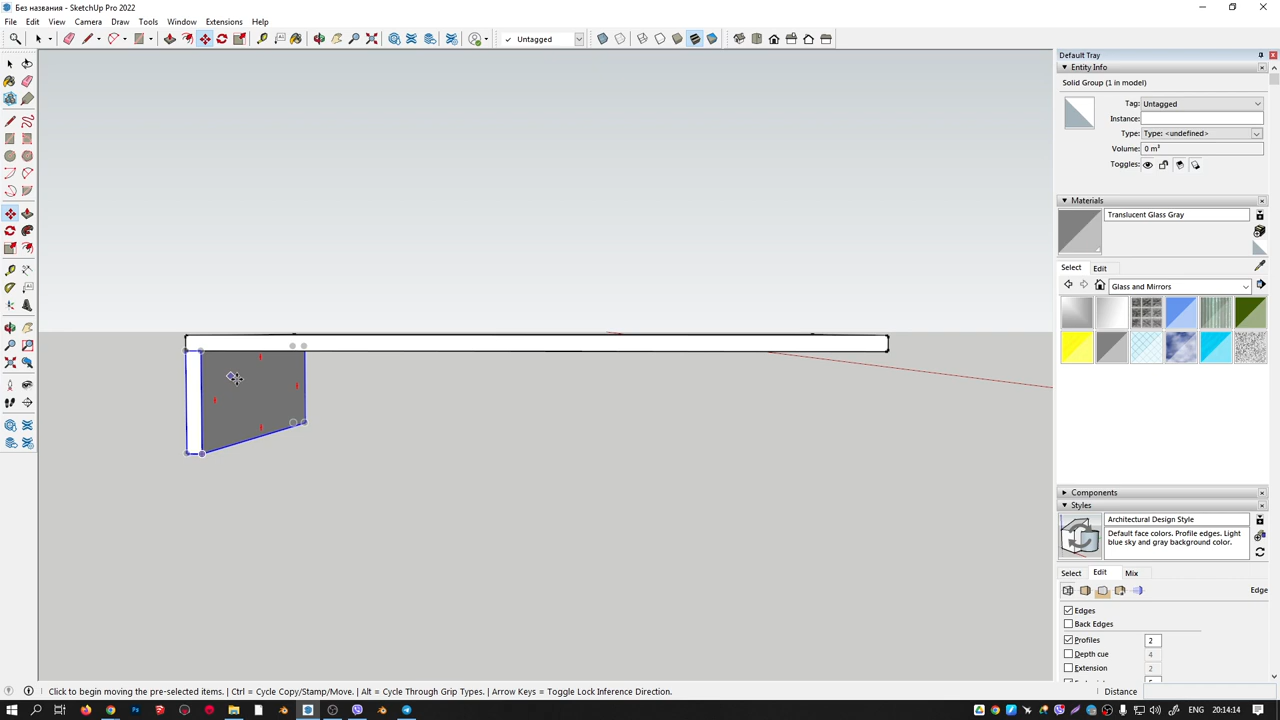 Без названия - SketchUp Pro 2022
File Edit View Camera Draw Tools Window Extensions Help
Untagged
Default Tray
Entity Info
Solid Group (1 in model)
Tag: Untagged
Instance:
Type: Type: <undefined>
Volume: 0 m³
Toggles:
Materials
Translucent Glass Gray
Select Edit
Glass and Mirrors
Components
Styles
Architectural Design Style
Default face colors. Profile edges. Light
blue sky and gray background color.
Select Edit Mix
Edge
Edges
Back Edges
Profiles 2
Depth cue 4
Extension 2
Click to begin moving the pre-selected items. | Ctrl = Cycle Copy/Stamp/Move. | Alt = Cycle Through Grip Types. | Arrow Keys = Toggle Lock Inference Direction. Distance
ENG 20:14:14